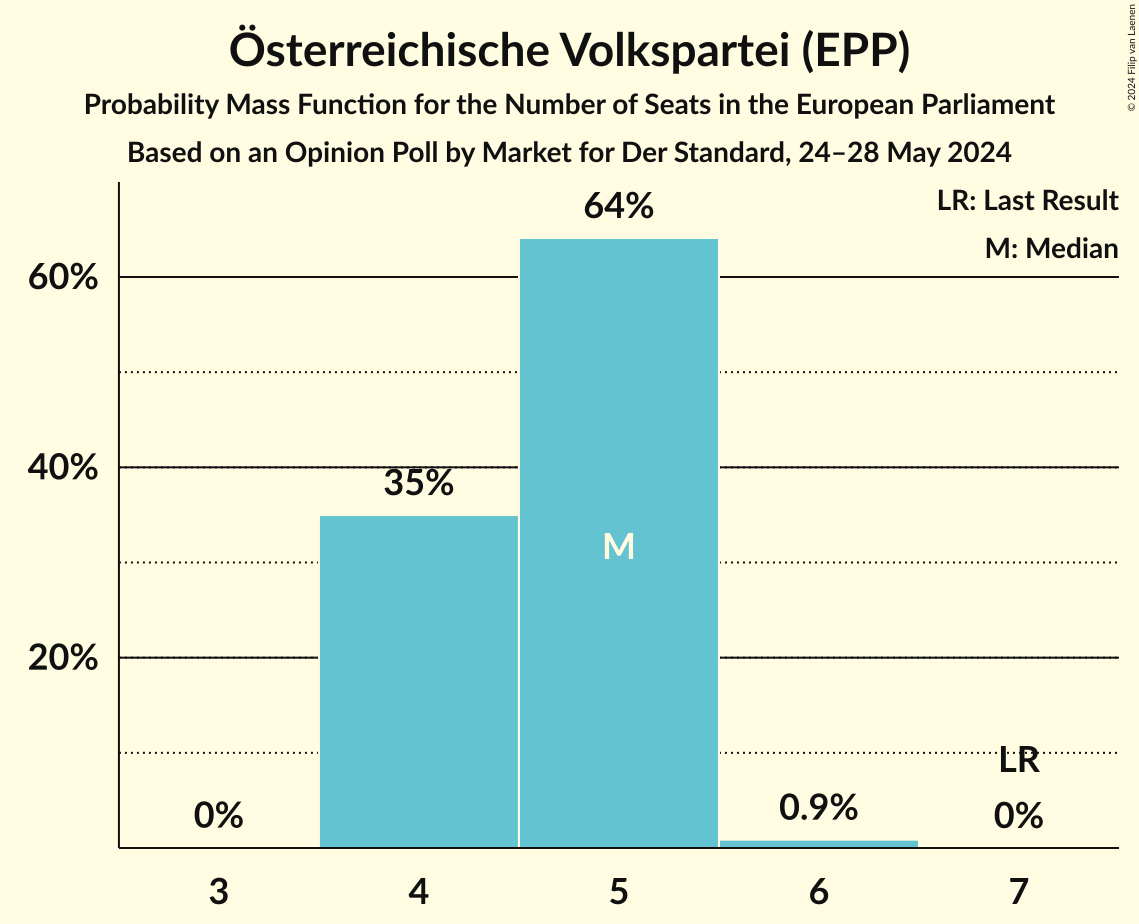 Österreichische Volkspartei (EPP)
Probability Mass Function for the Number of Seats in the European Parliament
Based on an Opinion Poll by Market for Der Standard, 24–28 May 2024
© 2024 Filip van Laenen
LR: Last Result
M: Median
64%
60%
40%
35%
M
20%
LR
0%
0.9%
0%
3 4 5 6 7